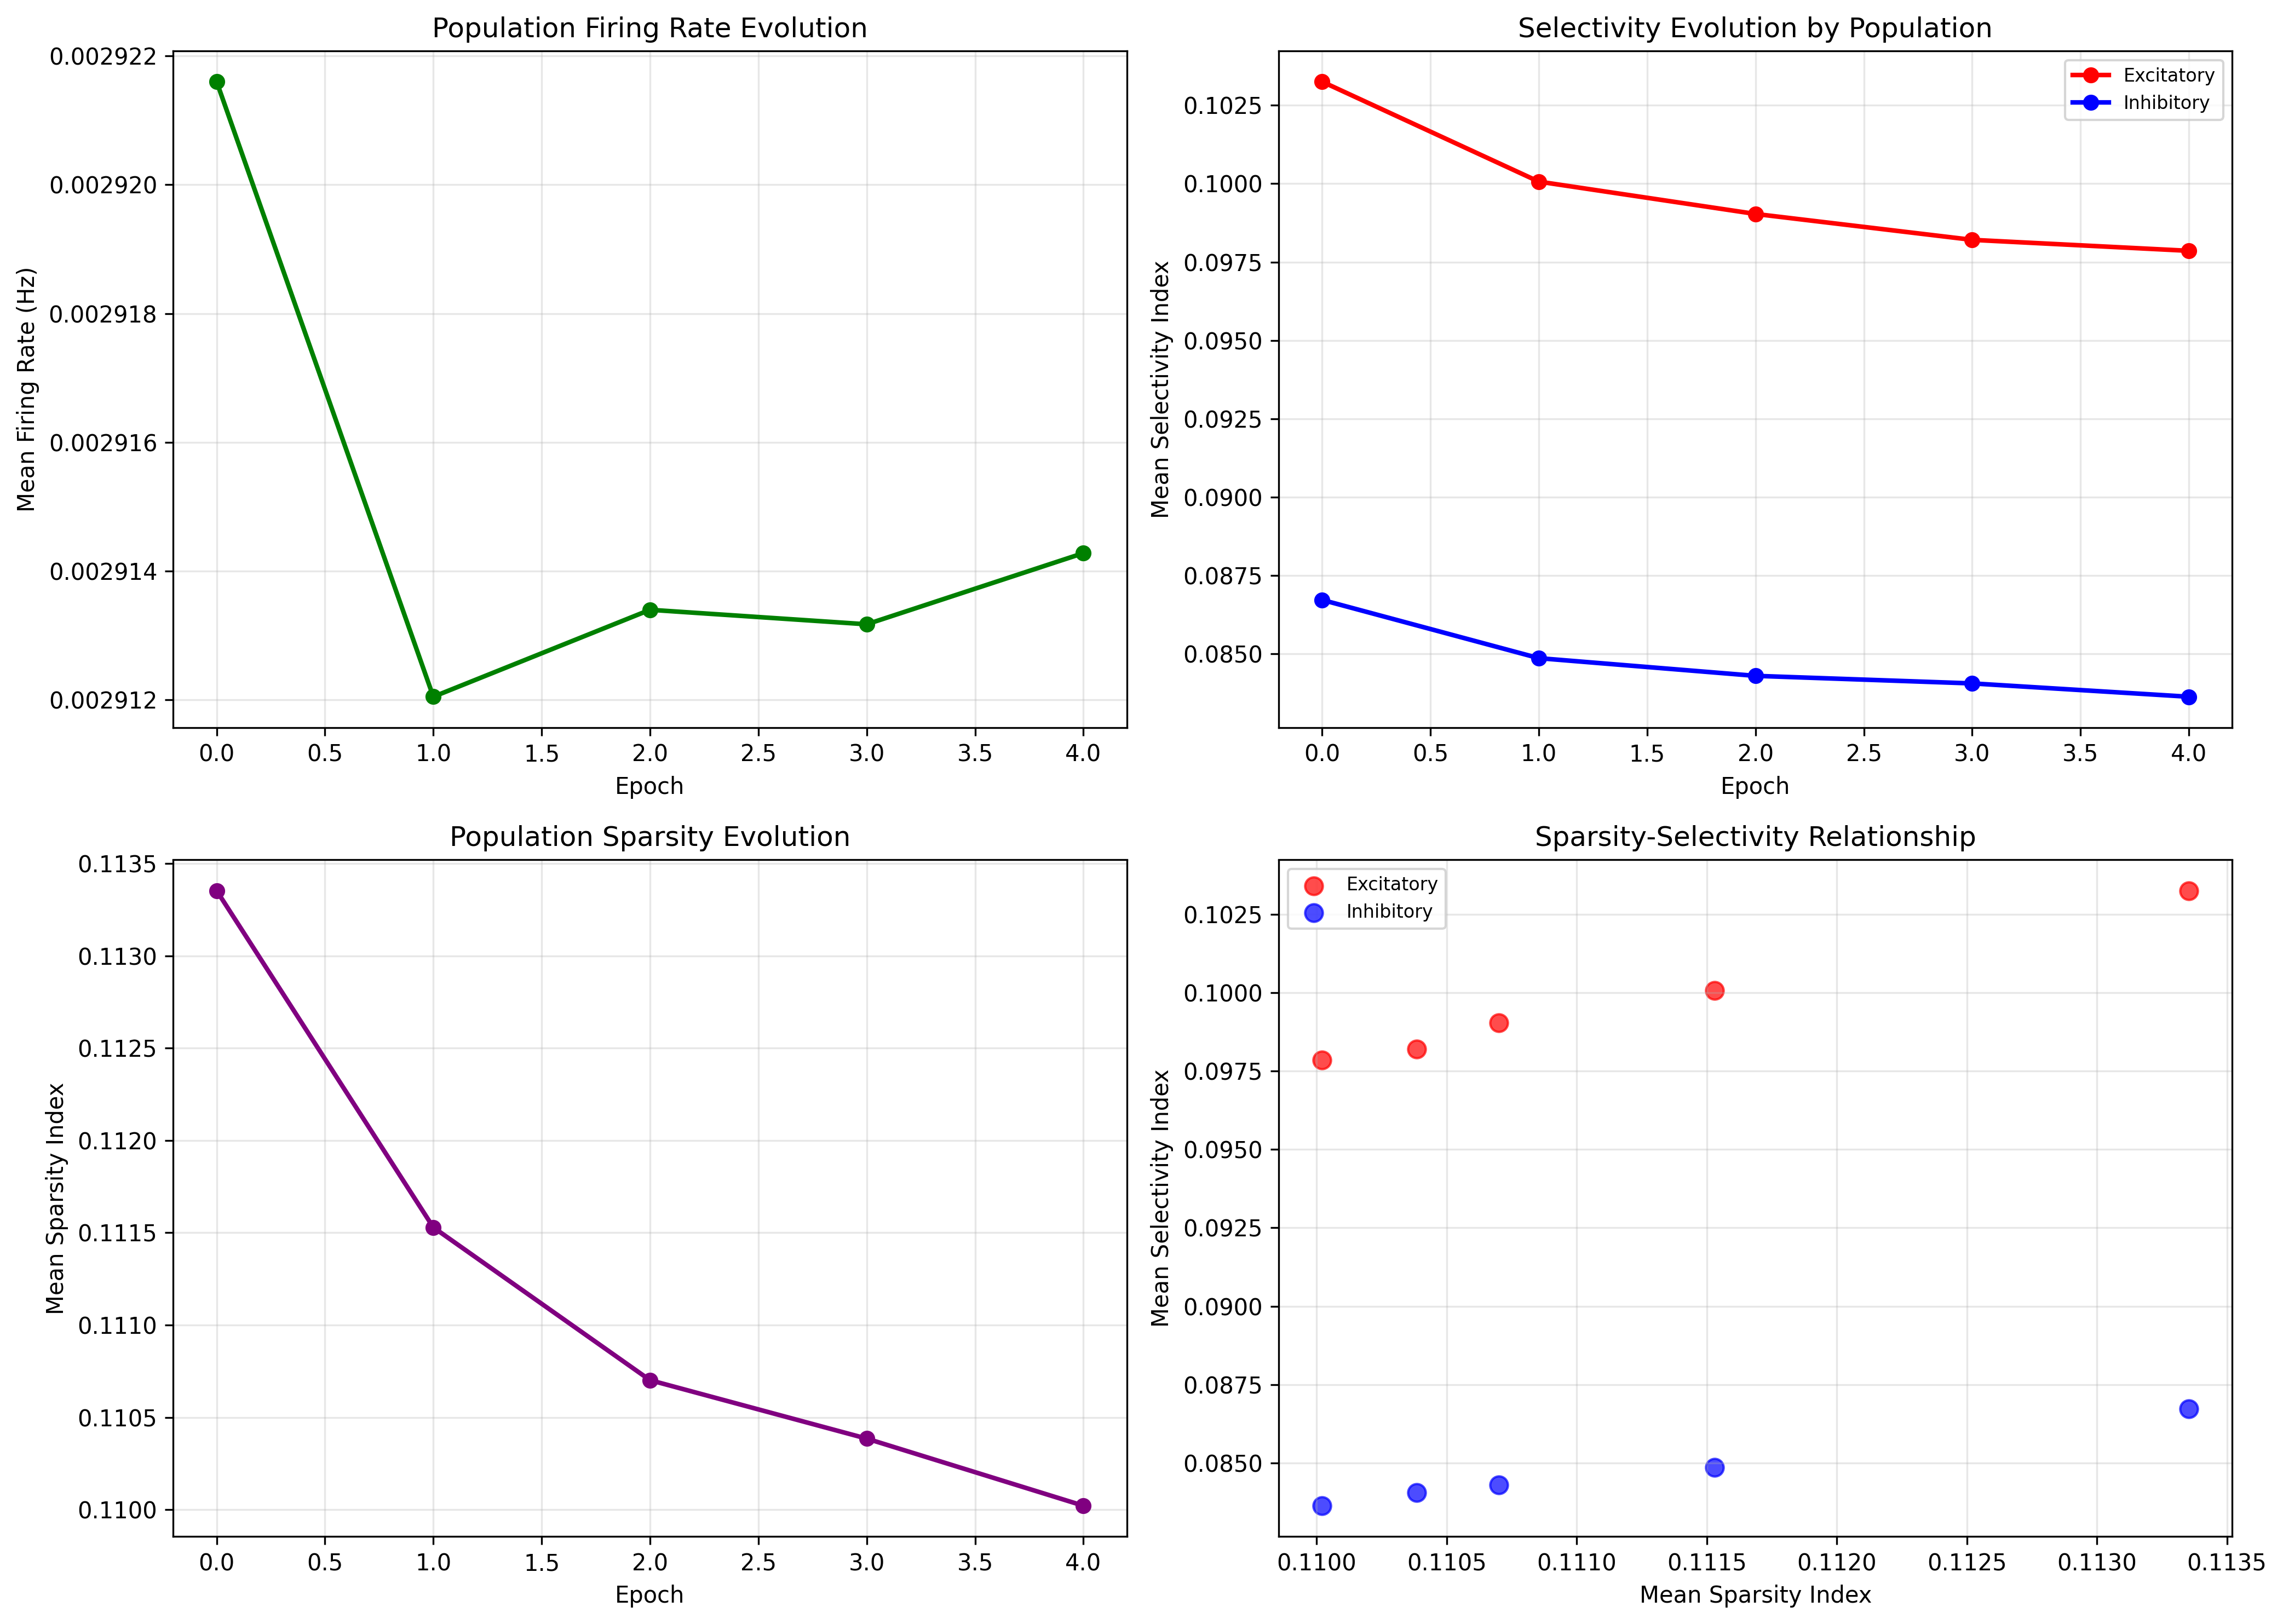 Population Firing Rate Evolution
0.002922
0.002920
0.002918
0.002916
0.002914
0.002912
Mean Firing Rate (Hz)
0.0 0.5 1.0 1.5 2.0 2.5 3.0 3.5 4.0
Epoch
Selectivity Evolution by Population
Excitatory
Inhibitory
0.1025
0.1000
0.0975
0.0950
0.0925
0.0900
0.0875
0.0850
Mean Selectivity Index
0.0 0.5 1.0 1.5 2.0 2.5 3.0 3.5 4.0
Epoch
Population Sparsity Evolution
0.1135
0.1130
0.1125
0.1120
0.1115
0.1110
0.1105
0.1100
Mean Sparsity Index
0.0 0.5 1.0 1.5 2.0 2.5 3.0 3.5 4.0
Epoch
Sparsity-Selectivity Relationship
Excitatory
Inhibitory
0.1025
0.1000
0.0975
0.0950
0.0925
0.0900
0.0875
0.0850
Mean Selectivity Index
0.1100 0.1105 0.1110 0.1115 0.1120 0.1125 0.1130 0.1135
Mean Sparsity Index